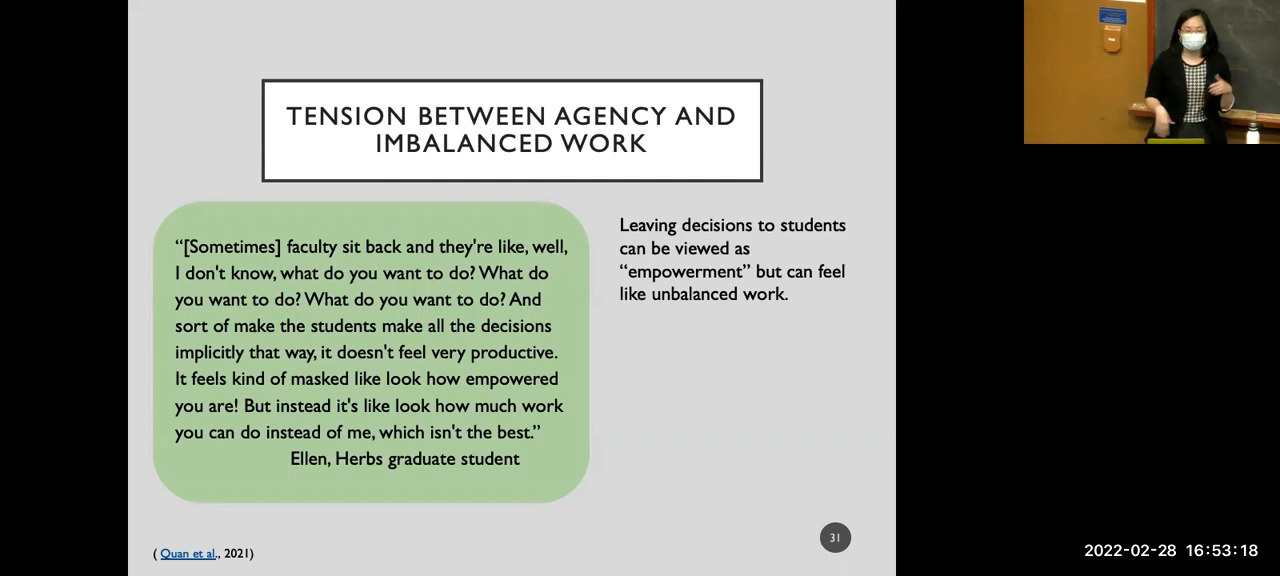 TENSION BETWEEN AGENCY AND
IMBALANCED WORK
“[Sometimes] faculty sit back and they're like, well,
I don't know, what do you want to do? What do
you want to do? What do you want to do? And
sort of make the students make all the decisions
implicitly that way, it doesn't feel very productive.
It feels kind of masked like look how empowered
you are! But instead it's like look how much work
you can do instead of me, which isn't the best.”
Ellen, Herbs graduate student
Leaving decisions to students
can be viewed as
“empowerment” but can feel
like unbalanced work.
( Quan et al., 2021)
31
2022-02-28 16:53:18